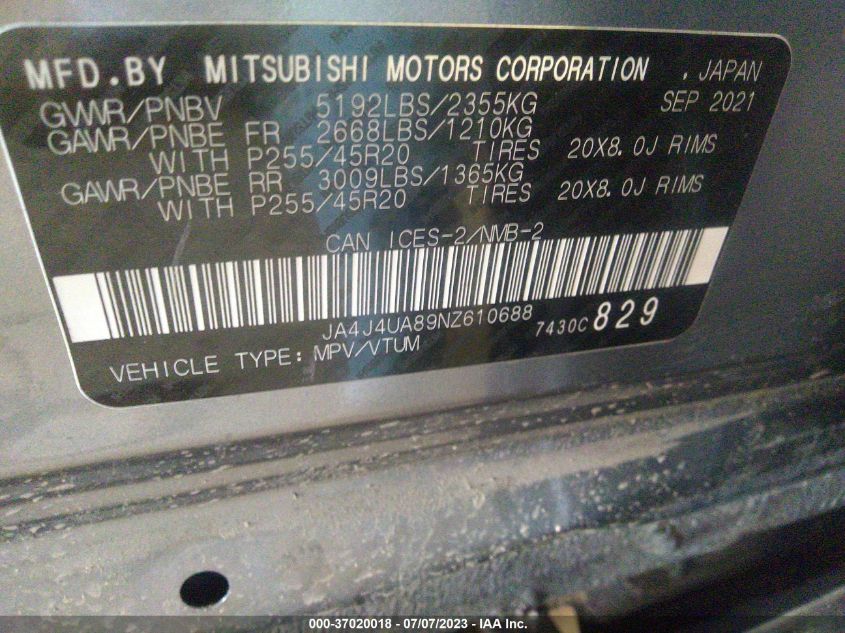 MFD.BY MITSUBISHI MOTORS CORPORATION . JAPAN
GVWR/PNBV 5192LBS/2355KG SEP 2021
GAWR/PNBE FR 2668LBS/1210KG
WITH P255/45R20 TIRES 20X8.0J RIMS
GAWR/PNBE RR 3009LBS/1365KG
WITH P255/45R20 TIRES 20X8.0J RIMS
CAN ICES-2/NMB-2
JA4J4UA89NZ610688 7430C 829
VEHICLE TYPE: MPV/VTUM
000-37020018 - 07/07/2023 - IAA Inc.